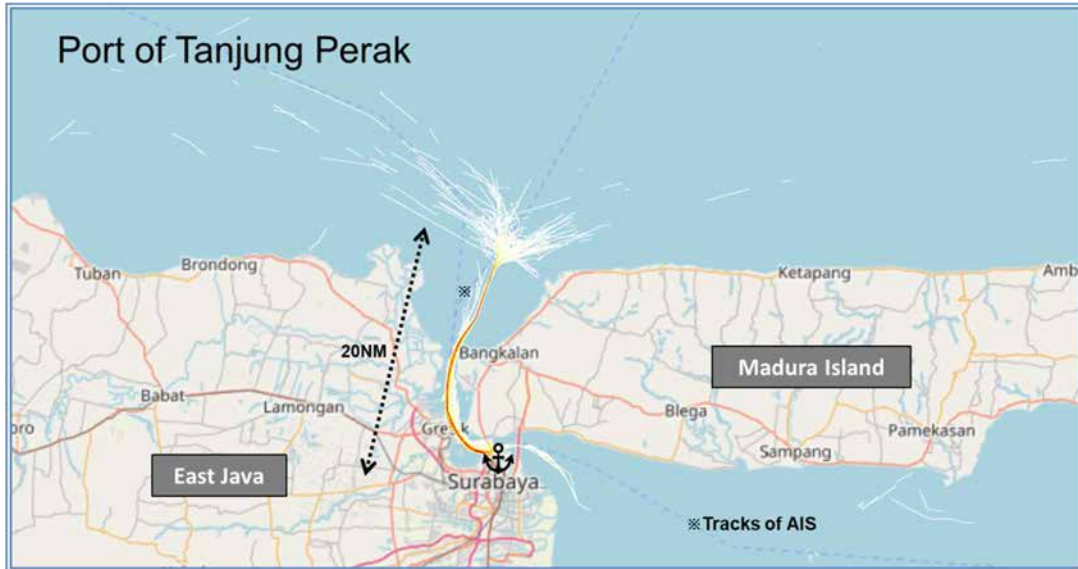 Port of Tanjung Perak
Tuban
Brondong
Ketapang
Amb
※
20NM
Bangkalan
Madura Island
Babat
Lamongan
Gresik
Blega
Pamekasan
oro
Sampang
East Java
Surabaya
※Tracks of AIS